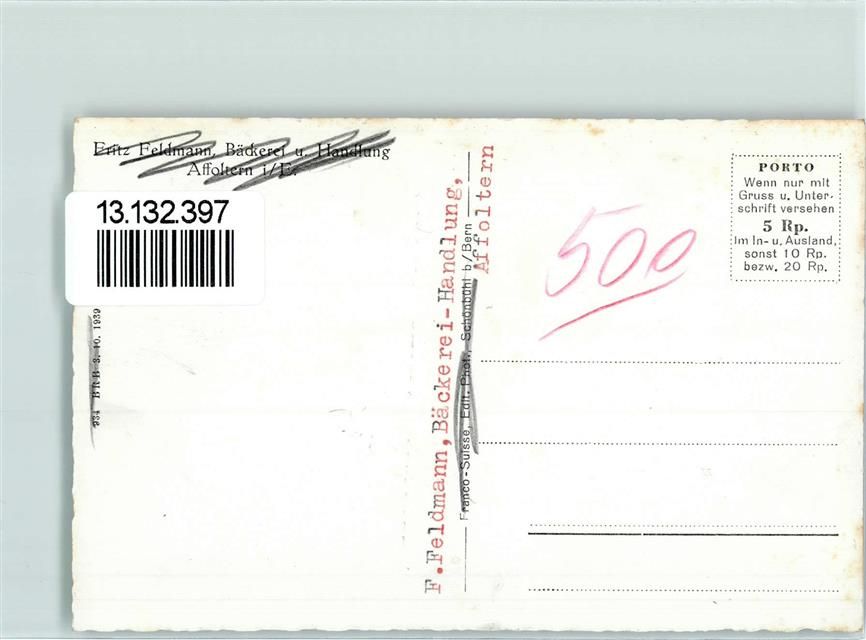 Fritz Feldmann, Bäckerei u. Handlung
Affoltern i/E.
13.132.397
934 BRB 3. 10. 1939
F.Feldmann,Bäckerei-Handlung,
Affoltern
Franco-Suisse, Edit. Phot., Schönbühl b/Bern
500
PORTO
Wenn nur mit
Gruss u. Unter-
schrift versehen
5 Rp.
Im In- u. Ausland,
sonst 10 Rp.
bezw. 20 Rp.